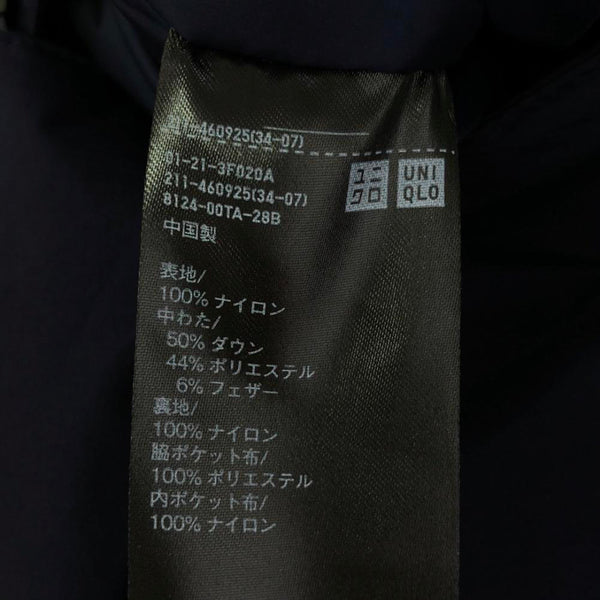 460925(34-07)
01-21-3F020A
211-460925(34-07)
8124-00TA-28B
ユニクロ
UNIQLO
中国製
表地/
100% ナイロン
中わた/
50% ダウン
44% ポリエステル
6% フェザー
裏地/
100% ナイロン
脇ポケット布/
100% ポリエステル
内ポケット布/
100% ナイロン